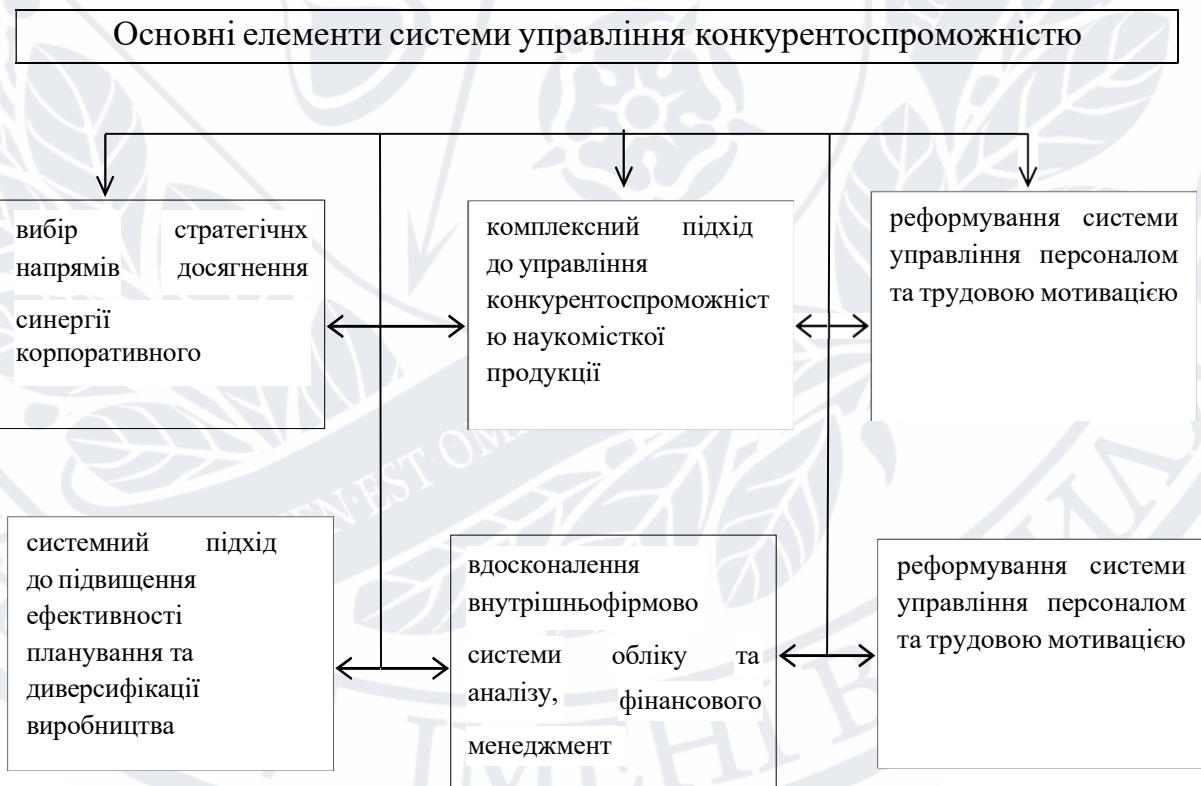 Основні елементи системи управління конкурентоспроможністю
вибір стратегічнх
напрямів досягнення
синергії
корпоративного
комплексний підхід
до управління
конкурентоспроможніст
ю наукомісткої
продукції
реформування системи
управління персоналом
та трудовою мотивацією
системний підхід
до підвищення
ефективності
планування та
диверсифікації
виробництва
вдосконалення
внутрішньофірмово
системи обліку та
аналізу, фінансового
менеджмент
реформування системи
управління персоналом
та трудовою мотивацією